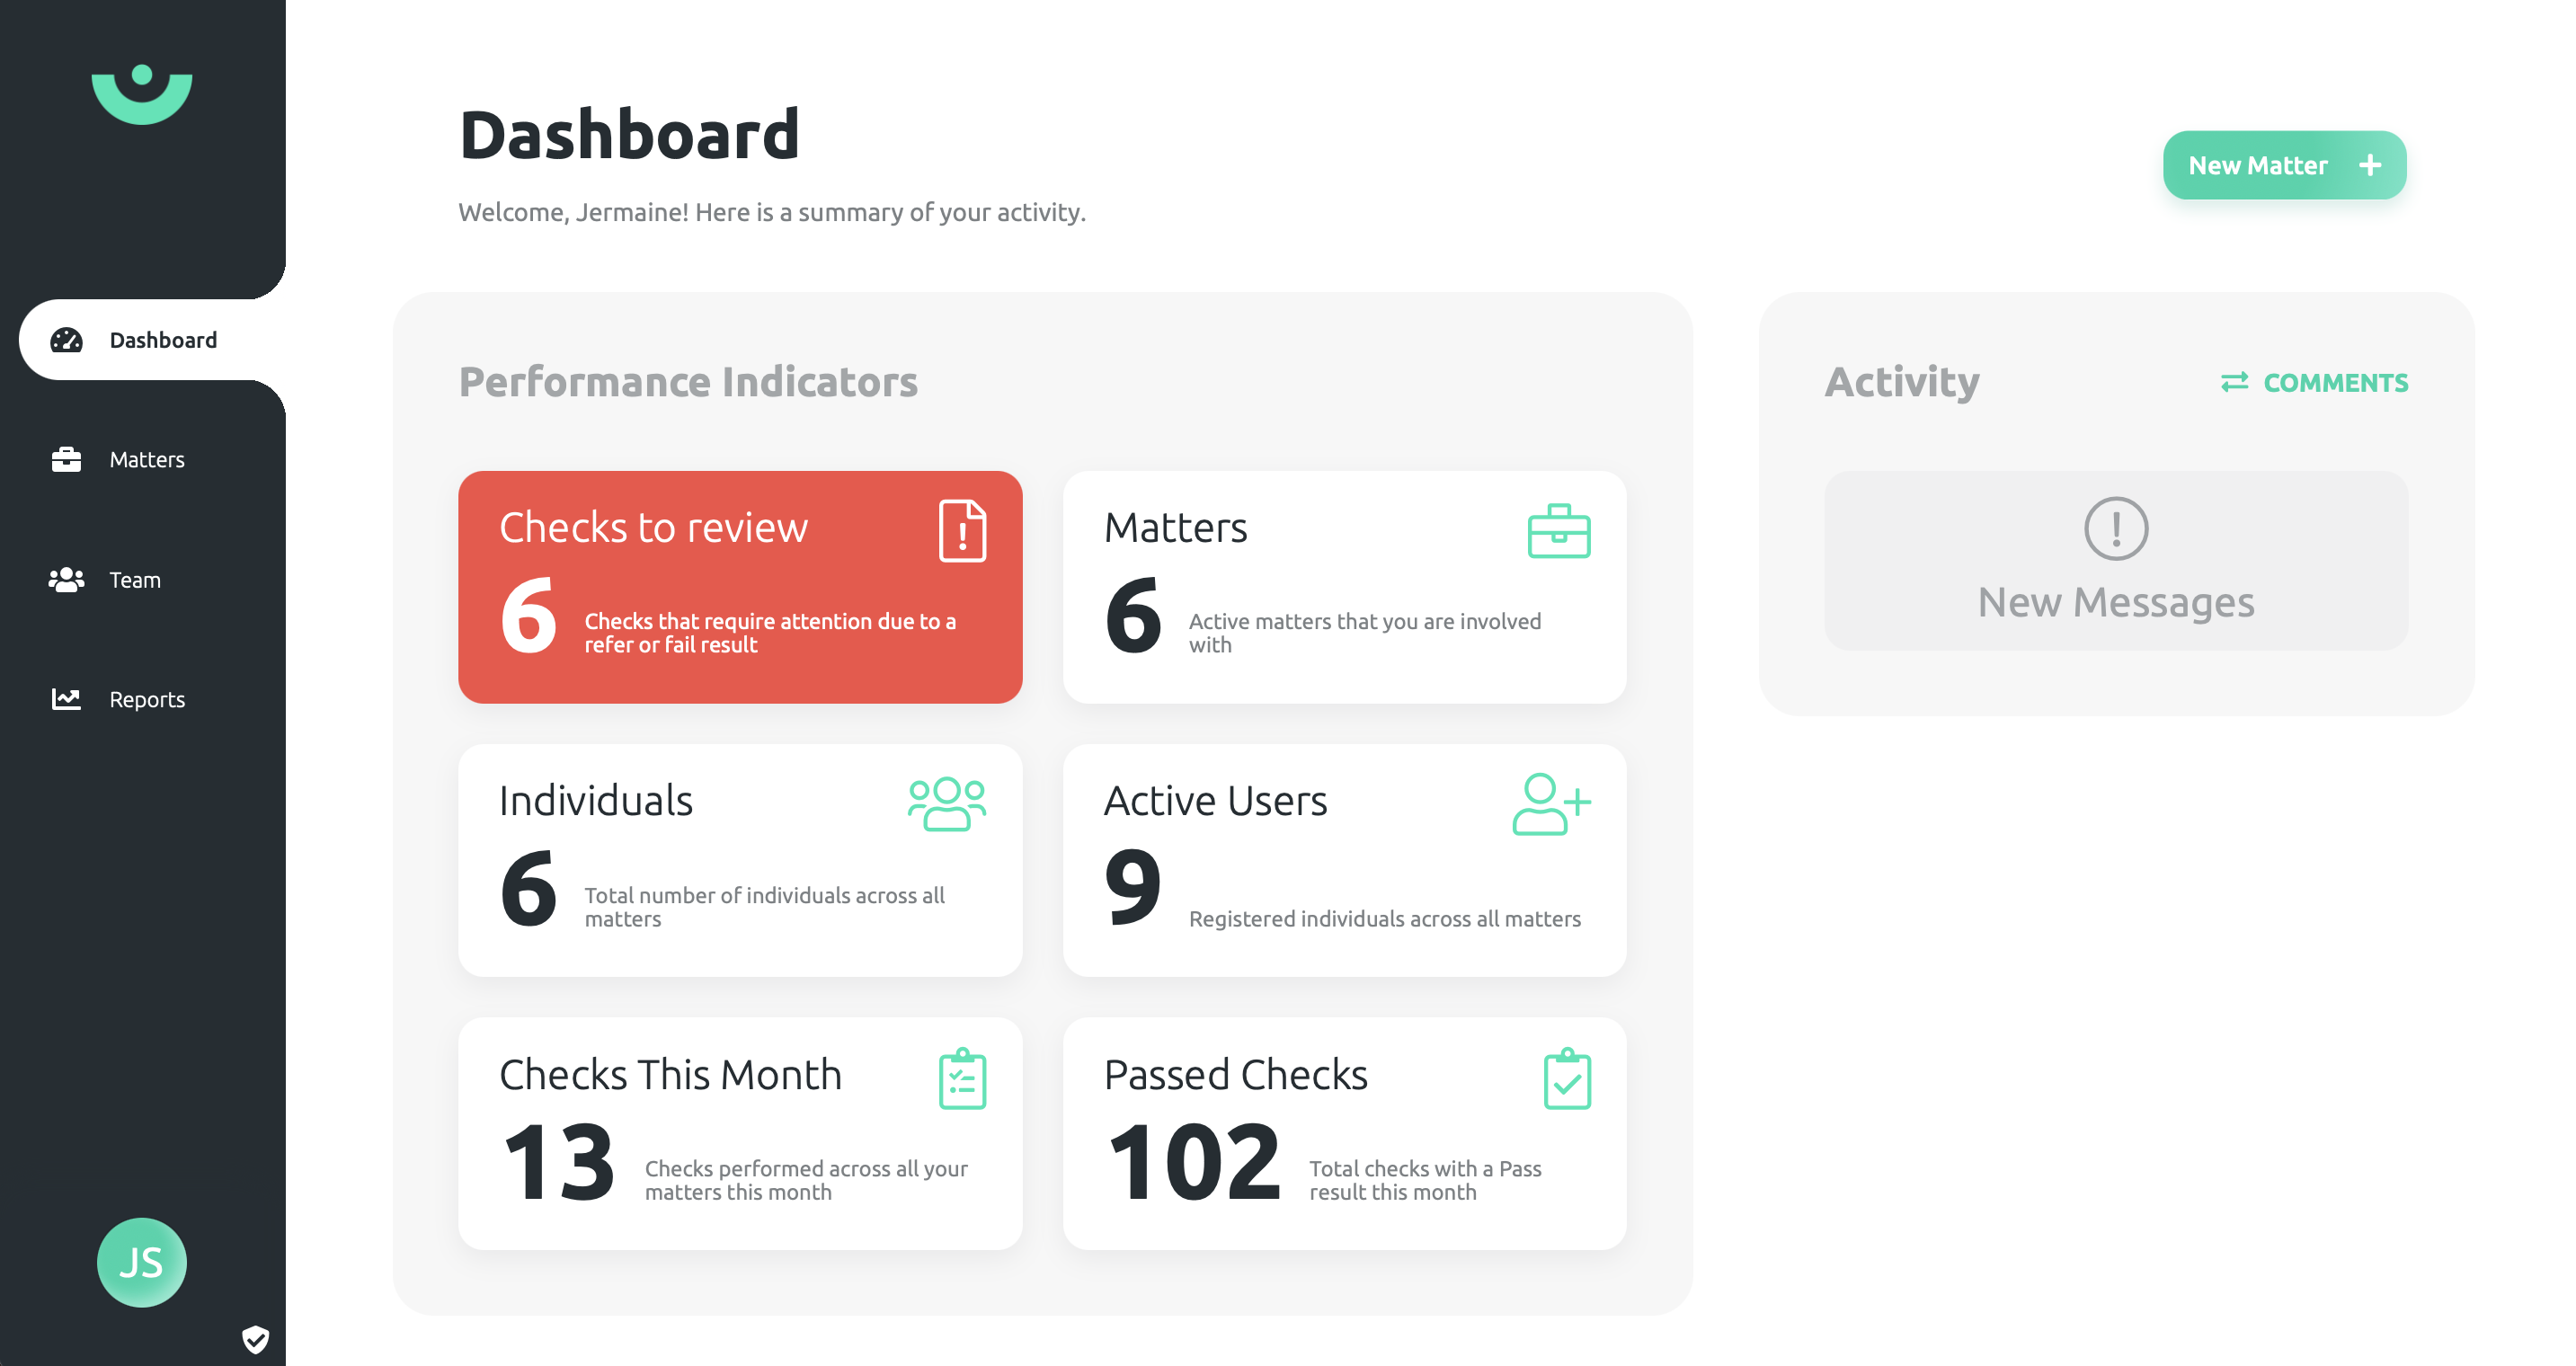 Dashboard
Welcome, Jermaine! Here is a summary of your activity.
New Matter
Dashboard
Matters
Team
Reports
JS
Performance Indicators
Checks to review
6
Checks that require attention due to a
refer or fail result
Matters
6
Active matters that you are involved
with
Individuals
6
Total number of individuals across all
matters
Active Users
9
Registered individuals across all matters
Checks This Month
13
Checks performed across all your
matters this month
Passed Checks
102
Total checks with a Pass
result this month
Activity
COMMENTS
New Messages